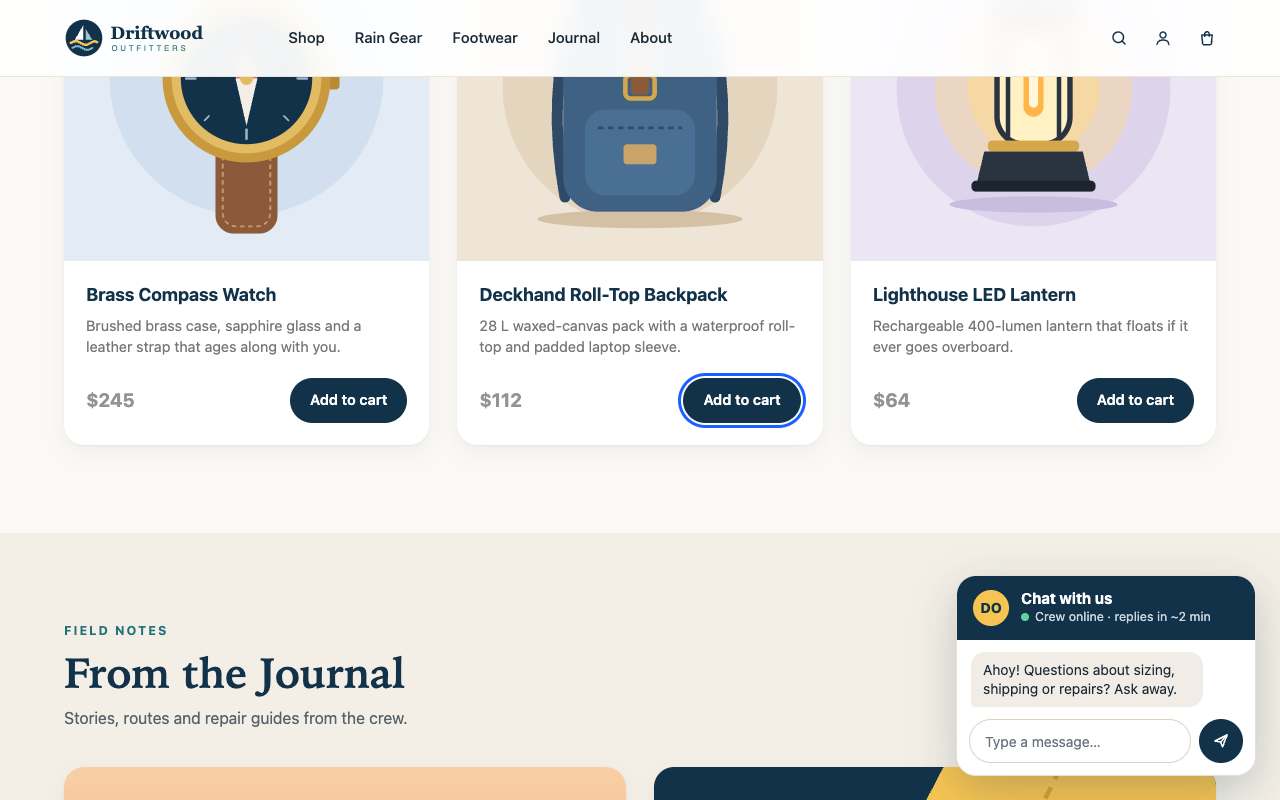 Driftwood
OUTFITTERS
Shop
Rain Gear
Footwear
Journal
About
Brass Compass Watch
Brushed brass case, sapphire glass and a
leather strap that ages along with you.
$245
Add to cart
Deckhand Roll-Top Backpack
28 L waxed-canvas pack with a waterproof roll-
top and padded laptop sleeve.
$112
Add to cart
Lighthouse LED Lantern
Rechargeable 400-lumen lantern that floats if it
ever goes overboard.
$64
Add to cart
FIELD NOTES
From the Journal
Stories, routes and repair guides from the crew.
DO
Chat with us
Crew online · replies in ~2 min
Ahoy! Questions about sizing,
shipping or repairs? Ask away.
Type a message...